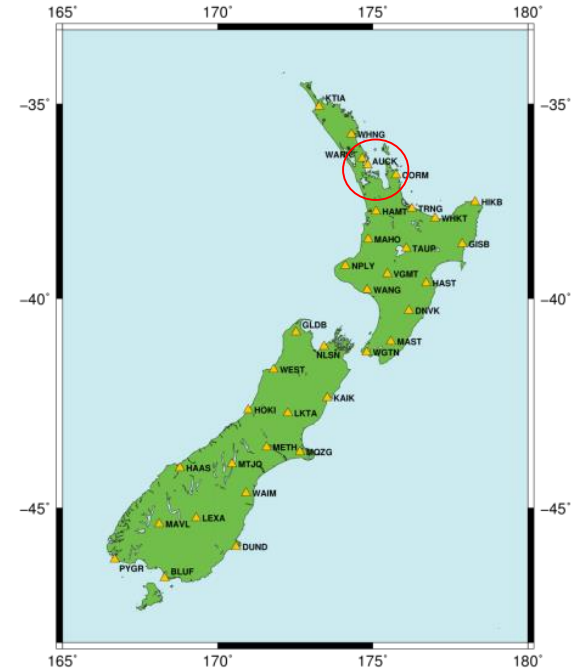 165° 170° 175° 180°
−35° −35°
KTIA
WHNG
WARK
AUCK
CORM
HIKB
HAMT
TRNG
WHKT
MAHO
TAUP
GISB
NPLY
VGMT
HAST
WANG
−40° −40°
DNVK
GLDB
MAST
NLSN
WGTN
WEST
KAIK
HOKI
LKTA
METH
MQZG
HAAS
MTJO
WAIM
−45° −45°
LEXA
MAVL
DUND
PYGR
BLUF
165° 170° 175° 180°